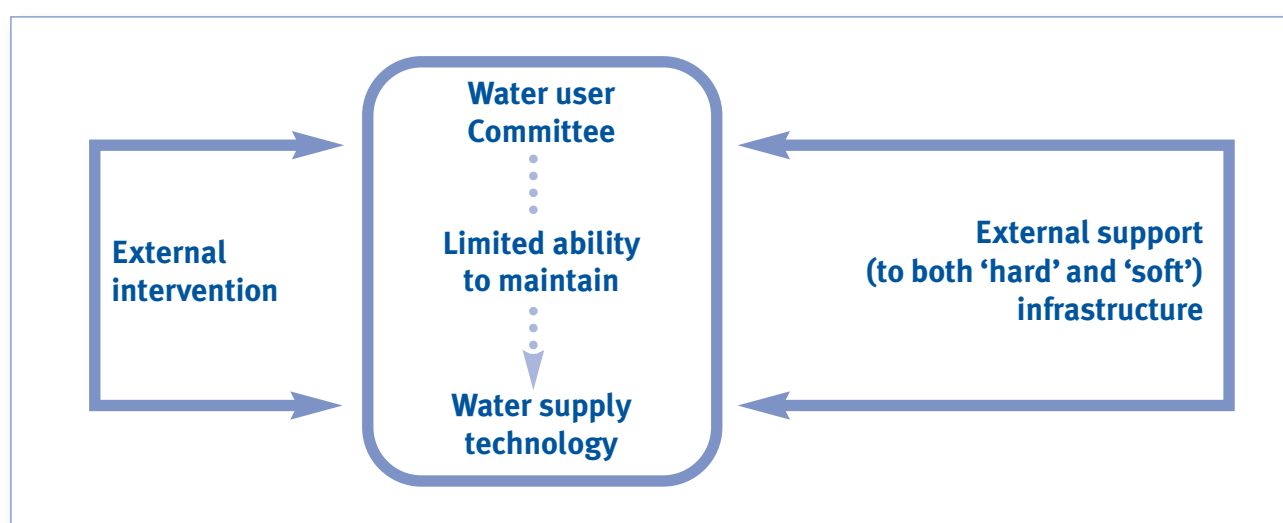 Water user
Committee
External
intervention
Limited ability
to maintain
External support
(to both ‘hard’ and ‘soft’)
infrastructure
Water supply
technology